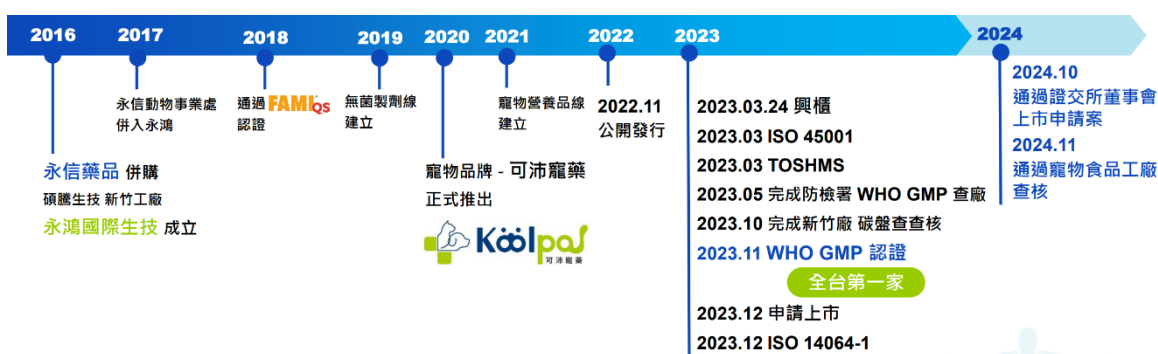 2016
永信藥品 併購
碩騰生技 新竹工廠
永鴻國際生技 成立
2017
永信動物事業處
併入永鴻
2018
通過 FAMI QS
認證
2019
無菌製劑線
建立
2020
寵物品牌 - 可沛寵藥
正式推出
Köölpal
可沛寵藥
2021
寵物營養品線
建立
2022
2022.11
公開發行
2023
2023.03.24 興櫃
2023.03 ISO 45001
2023.03 TOSHMS
2023.05 完成防檢署 WHO GMP 查廠
2023.10 完成新竹廠 碳盤查查核
2023.11 WHO GMP 認證
全台第一家
2023.12 申請上市
2023.12 ISO 14064-1
2024
2024.10
通過證交所董事會
上市申請案
2024.11
通過寵物食品工廠
查核